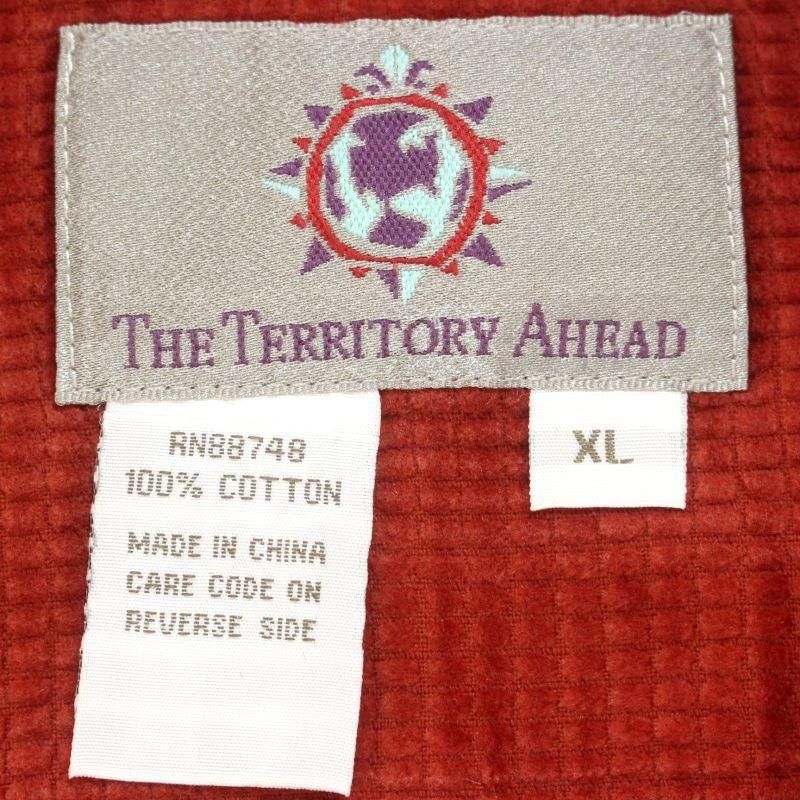 THE TERRITORY AHEAD
RN88748
100% COTTON
MADE IN CHINA
CARE CODE ON
REVERSE SIDE
XL